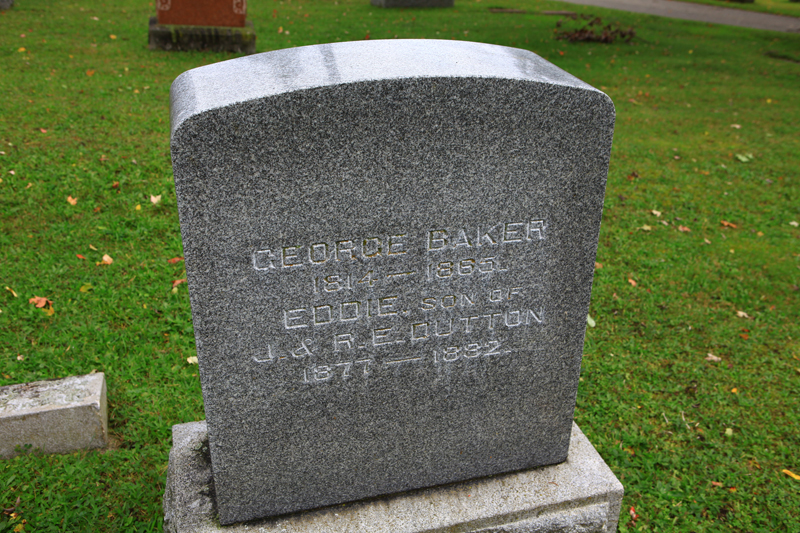 GEORGE BAKER
1814 — 1865.
EDDIE, SON OF
J. & R. E. DUTTON
1877 — 1882.